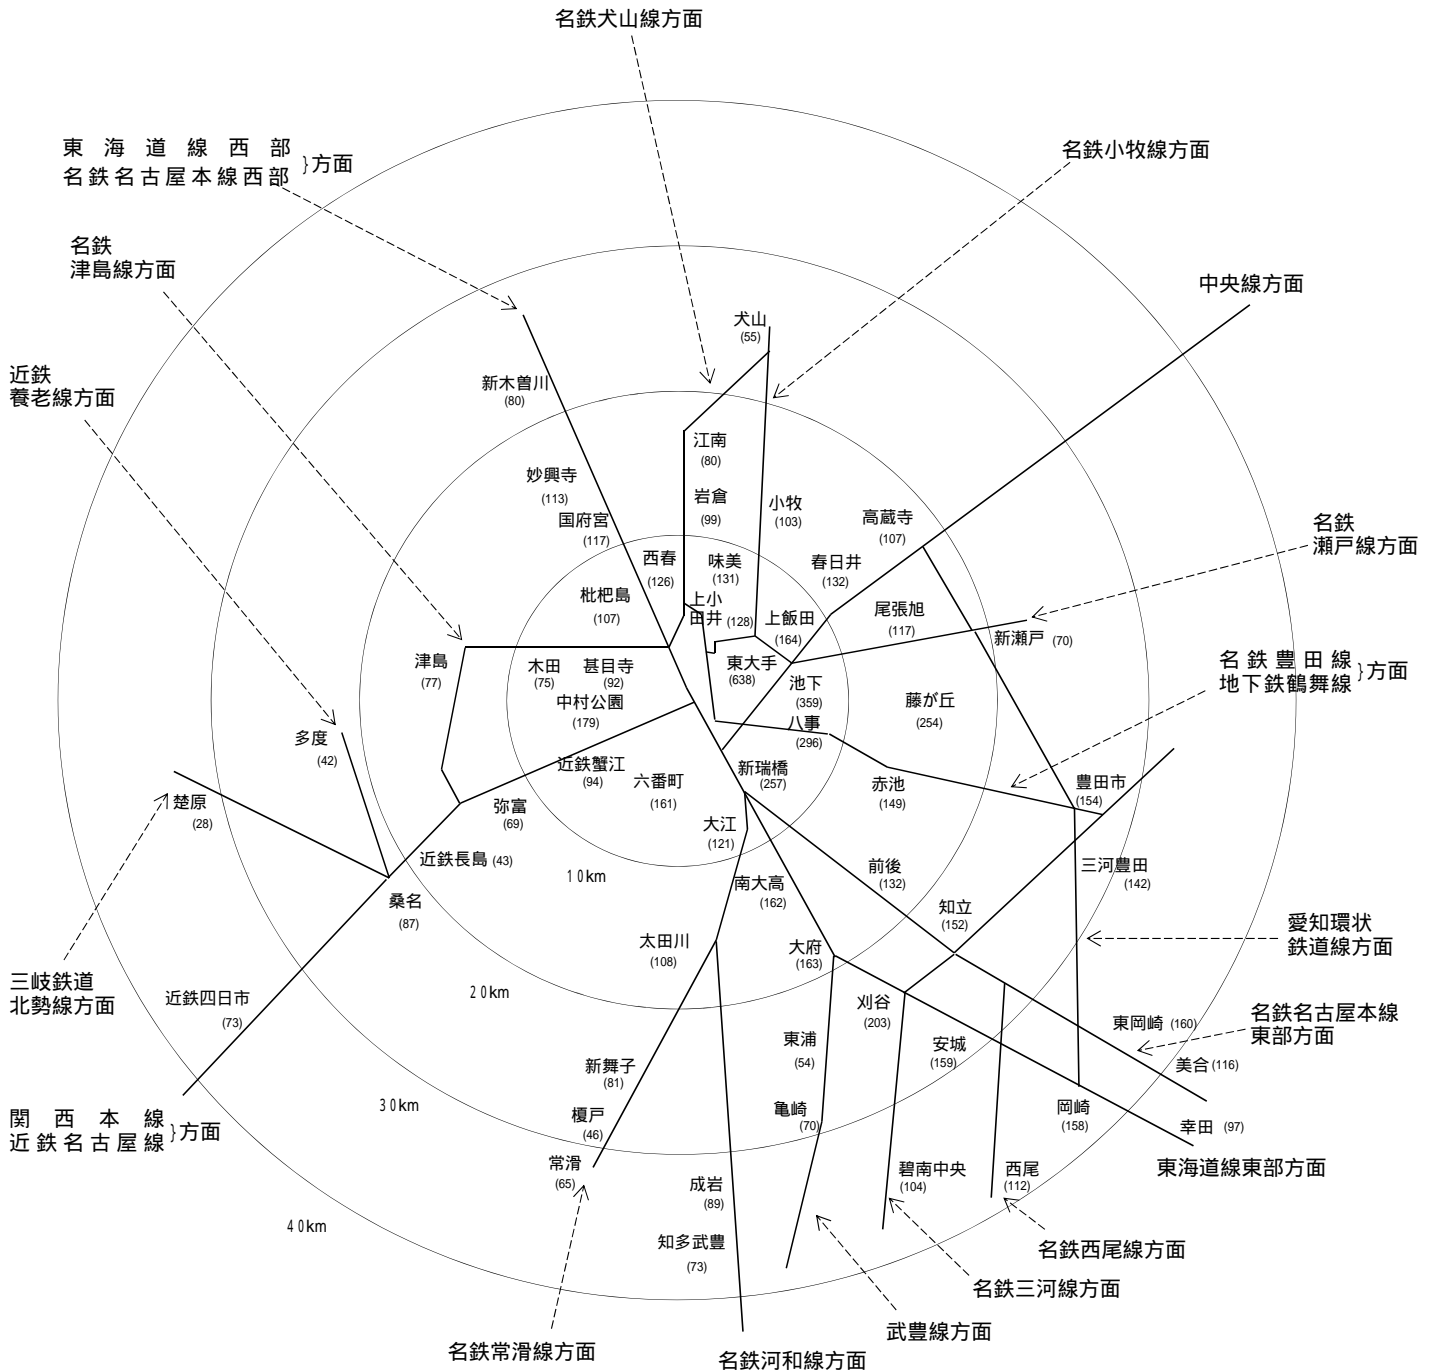 名鉄犬山線方面
東海道線西部
名鉄名古屋本線西部
}方面
名鉄小牧線方面
名鉄
津島線方面
中央線方面
近鉄
養老線方面
犬山
(55)
新木曽川
(80)
江南
(80)
妙興寺
(113)
岩倉
(99)
小牧
(103)
国府宮
(117)
高蔵寺
(107)
名鉄
瀬戸線方面
西春
(126)
味美
(131)
春日井
(132)
枇杷島
(107)
上小
田井 (128)
上飯田
(164)
尾張旭
(117)
新瀬戸 (70)
津島
(77)
木田
(75)
甚目寺
(92)
東大手
(638)
池下
(359)
名鉄豊田線
地下鉄鶴舞線
}方面
中村公園
(179)
八事
(296)
藤が丘
(254)
多度
(42)
近鉄蟹江
(94)
六番町
(161)
新瑞橋
(257)
赤池
(149)
豊田市
(154)
楚原
(28)
弥富
(69)
大江
(121)
近鉄長島 (43)
10km
南大高
(162)
前後
(132)
三河豊田
(142)
桑名
(87)
知立
(152)
愛知環状
鉄道線方面
太田川
(108)
大府
(163)
三岐鉄道
北勢線方面
近鉄四日市
(73)
20km
刈谷
(203)
名鉄名古屋本線
東部方面
東浦
(54)
安城
(159)
東岡崎 (160)
新舞子
(81)
美合 (116)
30km
榎戸
(46)
亀崎
(70)
岡崎
(158)
幸田 (97)
関西本線
近鉄名古屋線
}方面
常滑
(65)
成岩
(89)
碧南中央
(104)
西尾
(112)
東海道線東部方面
40km
知多武豊
(73)
名鉄西尾線方面
名鉄三河線方面
武豊線方面
名鉄常滑線方面
名鉄河和線方面